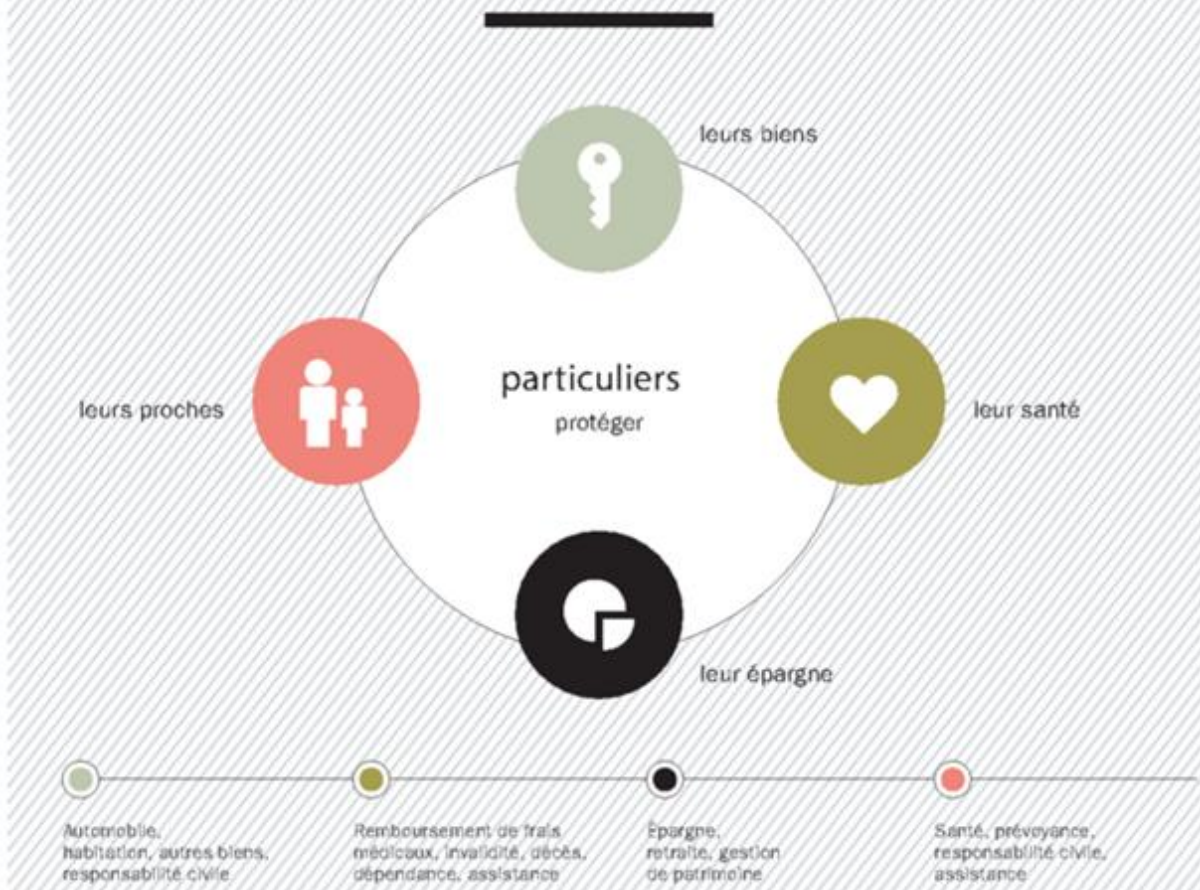 leurs biens
particuliers
protéger
leurs proches
leur santé
leur épargne
Automobile,
habitation, autres biens,
responsabilité civile
Remboursement de frais
médicaux, invalidité, décès,
dépendance, assistance
Épargne,
retraite, gestion
de patrimoine
Santé, prévoyance,
responsabilité civile,
assistance